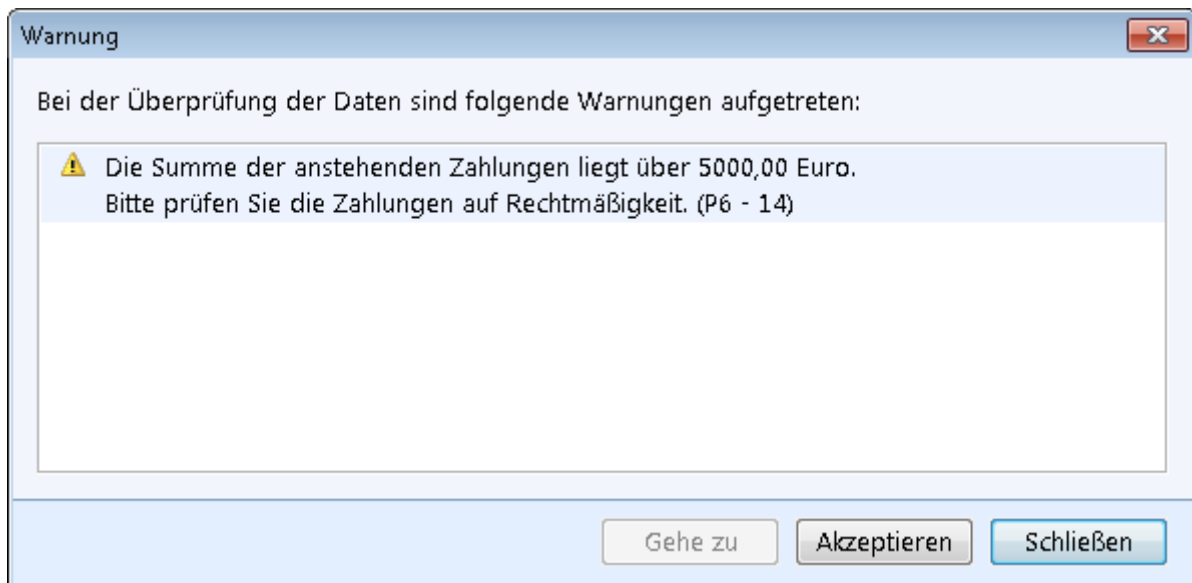 Warnung
Bei der Überprüfung der Daten sind folgende Warnungen aufgetreten:
Die Summe der anstehenden Zahlungen liegt über 5000,00 Euro.
Bitte prüfen Sie die Zahlungen auf Rechtmäßigkeit. (P6 - 14)
Gehe zu
Akzeptieren
Schließen